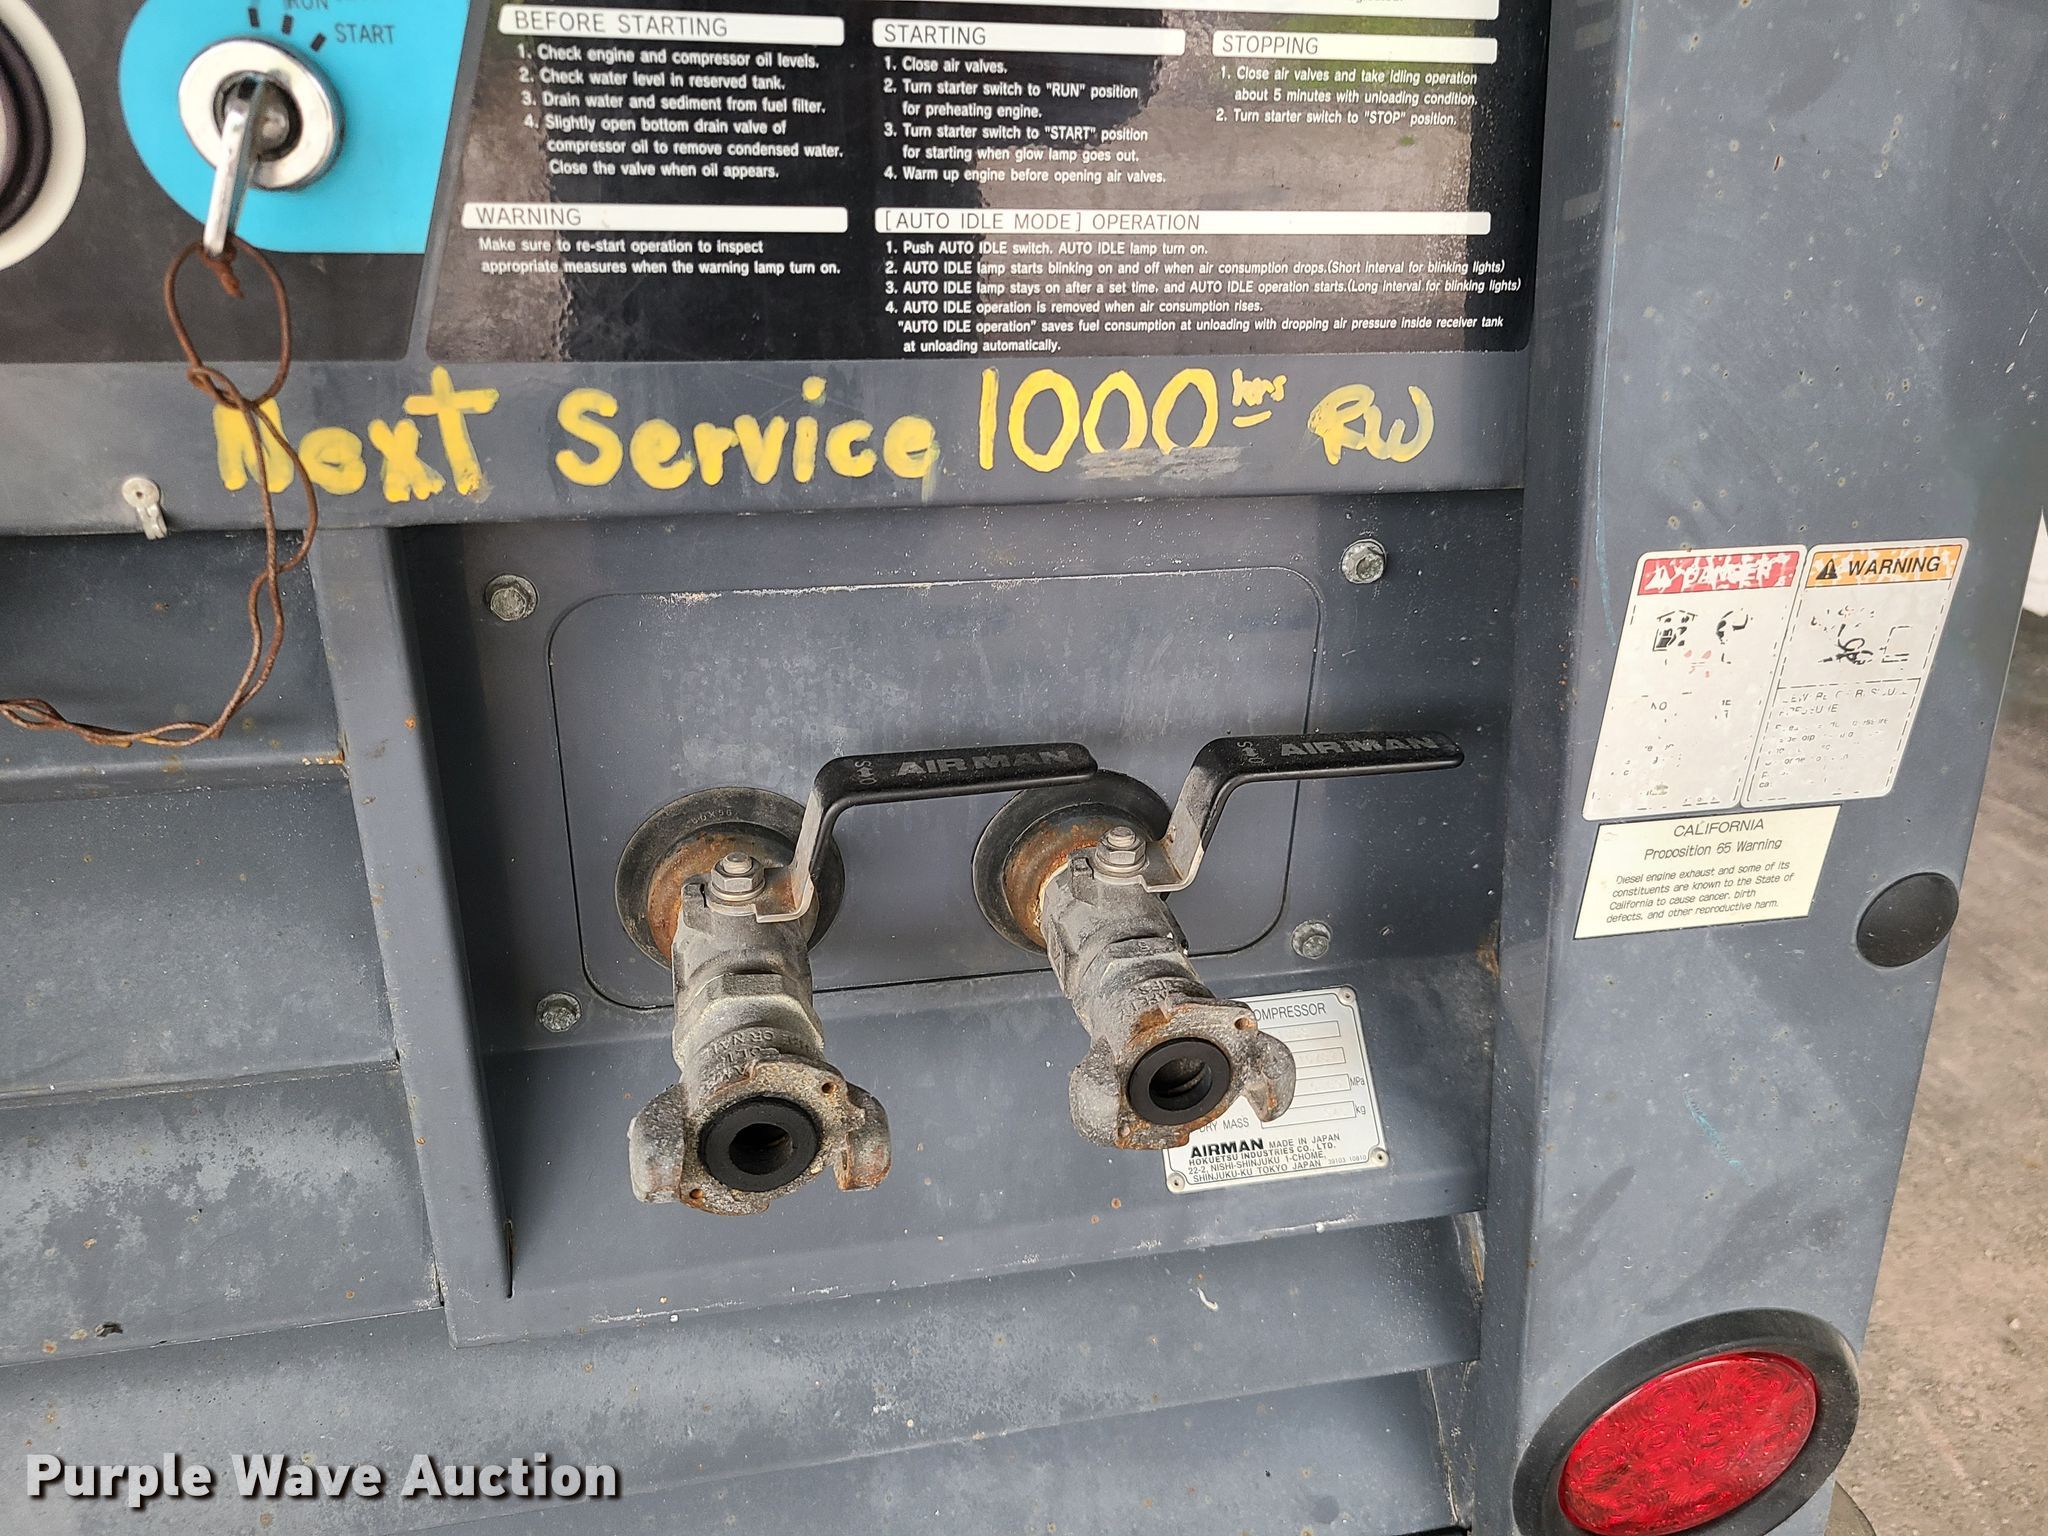 RUN
START
BEFORE STARTING
1. Check engine and compressor oil levels.
2. Check water level in reserved tank.
3. Drain water and sediment from fuel filter.
4. Slightly open bottom drain valve of
compressor oil to remove condensed water.
Close the valve when oil appears.
WARNING
Make sure to re-start operation to inspect
appropriate measures when the warning lamp turn on.
STARTING
1. Close air valves.
2. Turn starter switch to "RUN" position
for preheating engine.
3. Turn starter switch to "START" position
for starting when glow lamp goes out.
4. Warm up engine before opening air valves.
STOPPING
1. Close air valves and take idling operation
about 5 minutes with unloading condition.
2. Turn starter switch to "STOP" position.
[AUTO IDLE MODE] OPERATION
1. Push AUTO IDLE switch. AUTO IDLE lamp turn on.
2. AUTO IDLE lamp starts blinking on and off when air consumption drops.(Short interval for blinking lights)
3. AUTO IDLE lamp stays on after a set time, and AUTO IDLE operation starts.(Long interval for blinking lights)
4. AUTO IDLE operation is removed when air consumption rises.
"AUTO IDLE operation" saves fuel consumption at unloading with dropping air pressure inside receiver tank
at unloading automatically.
Next Service 1000 hrs RW
DANGER
WARNING
CALIFORNIA
Proposition 65 Warning
Diesel engine exhaust and some of its
constituents are known to the State of
California to cause cancer, birth
defects, and other reproductive harm.
AIRMAN
AIRMAN
COMPRESSOR
MPa
kg
DRY MASS
AIRMAN MADE IN JAPAN
HOKUETSU INDUSTRIES CO., LTD.
22-2, NISHI-SHINJUKU 1-CHOME,
SHINJUKU-KU TOKYO JAPAN 39103 10810
Purple Wave Auction